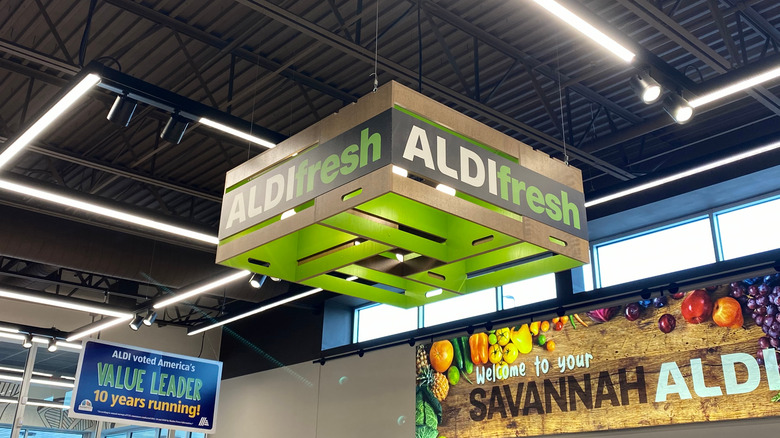 ALDIfresh
ALDIfresh
ALDI voted America's
VALUE LEADER
10 years running!
Welcome to your
SAVANNAH ALDI